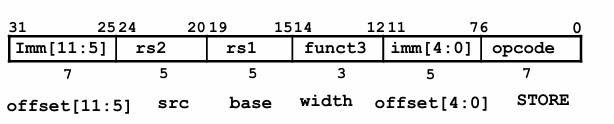 31 25 24 20 19 15 14 12 11 7 6 0
Imm[11:5] rs2 rs1 funct3 imm[4:0] opcode
7 5 5 3 5 7
offset[11:5] src base width offset[4:0] STORE